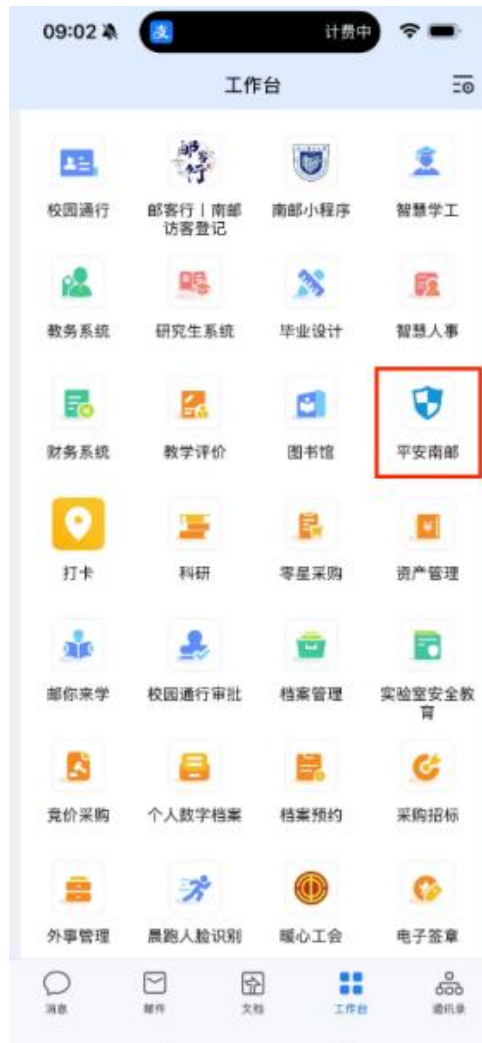 09:02 支 计费中
工作台
校园通行 邮客行 | 南邮 南邮小程序 智慧学工
访客登记
教务系统 研究生系统 毕业设计 智慧人事
财务系统 教学评价 图书馆 平安南邮
打卡 科研 零星采购 资产管理
邮你来学 校园通行审批 档案管理 实验室安全教
育
竞价采购 个人数字档案 档案预约 采购招标
外事管理 晨跑人脸识别 暖心工会 电子签章
消息 邮件 文档 工作台 通讯录